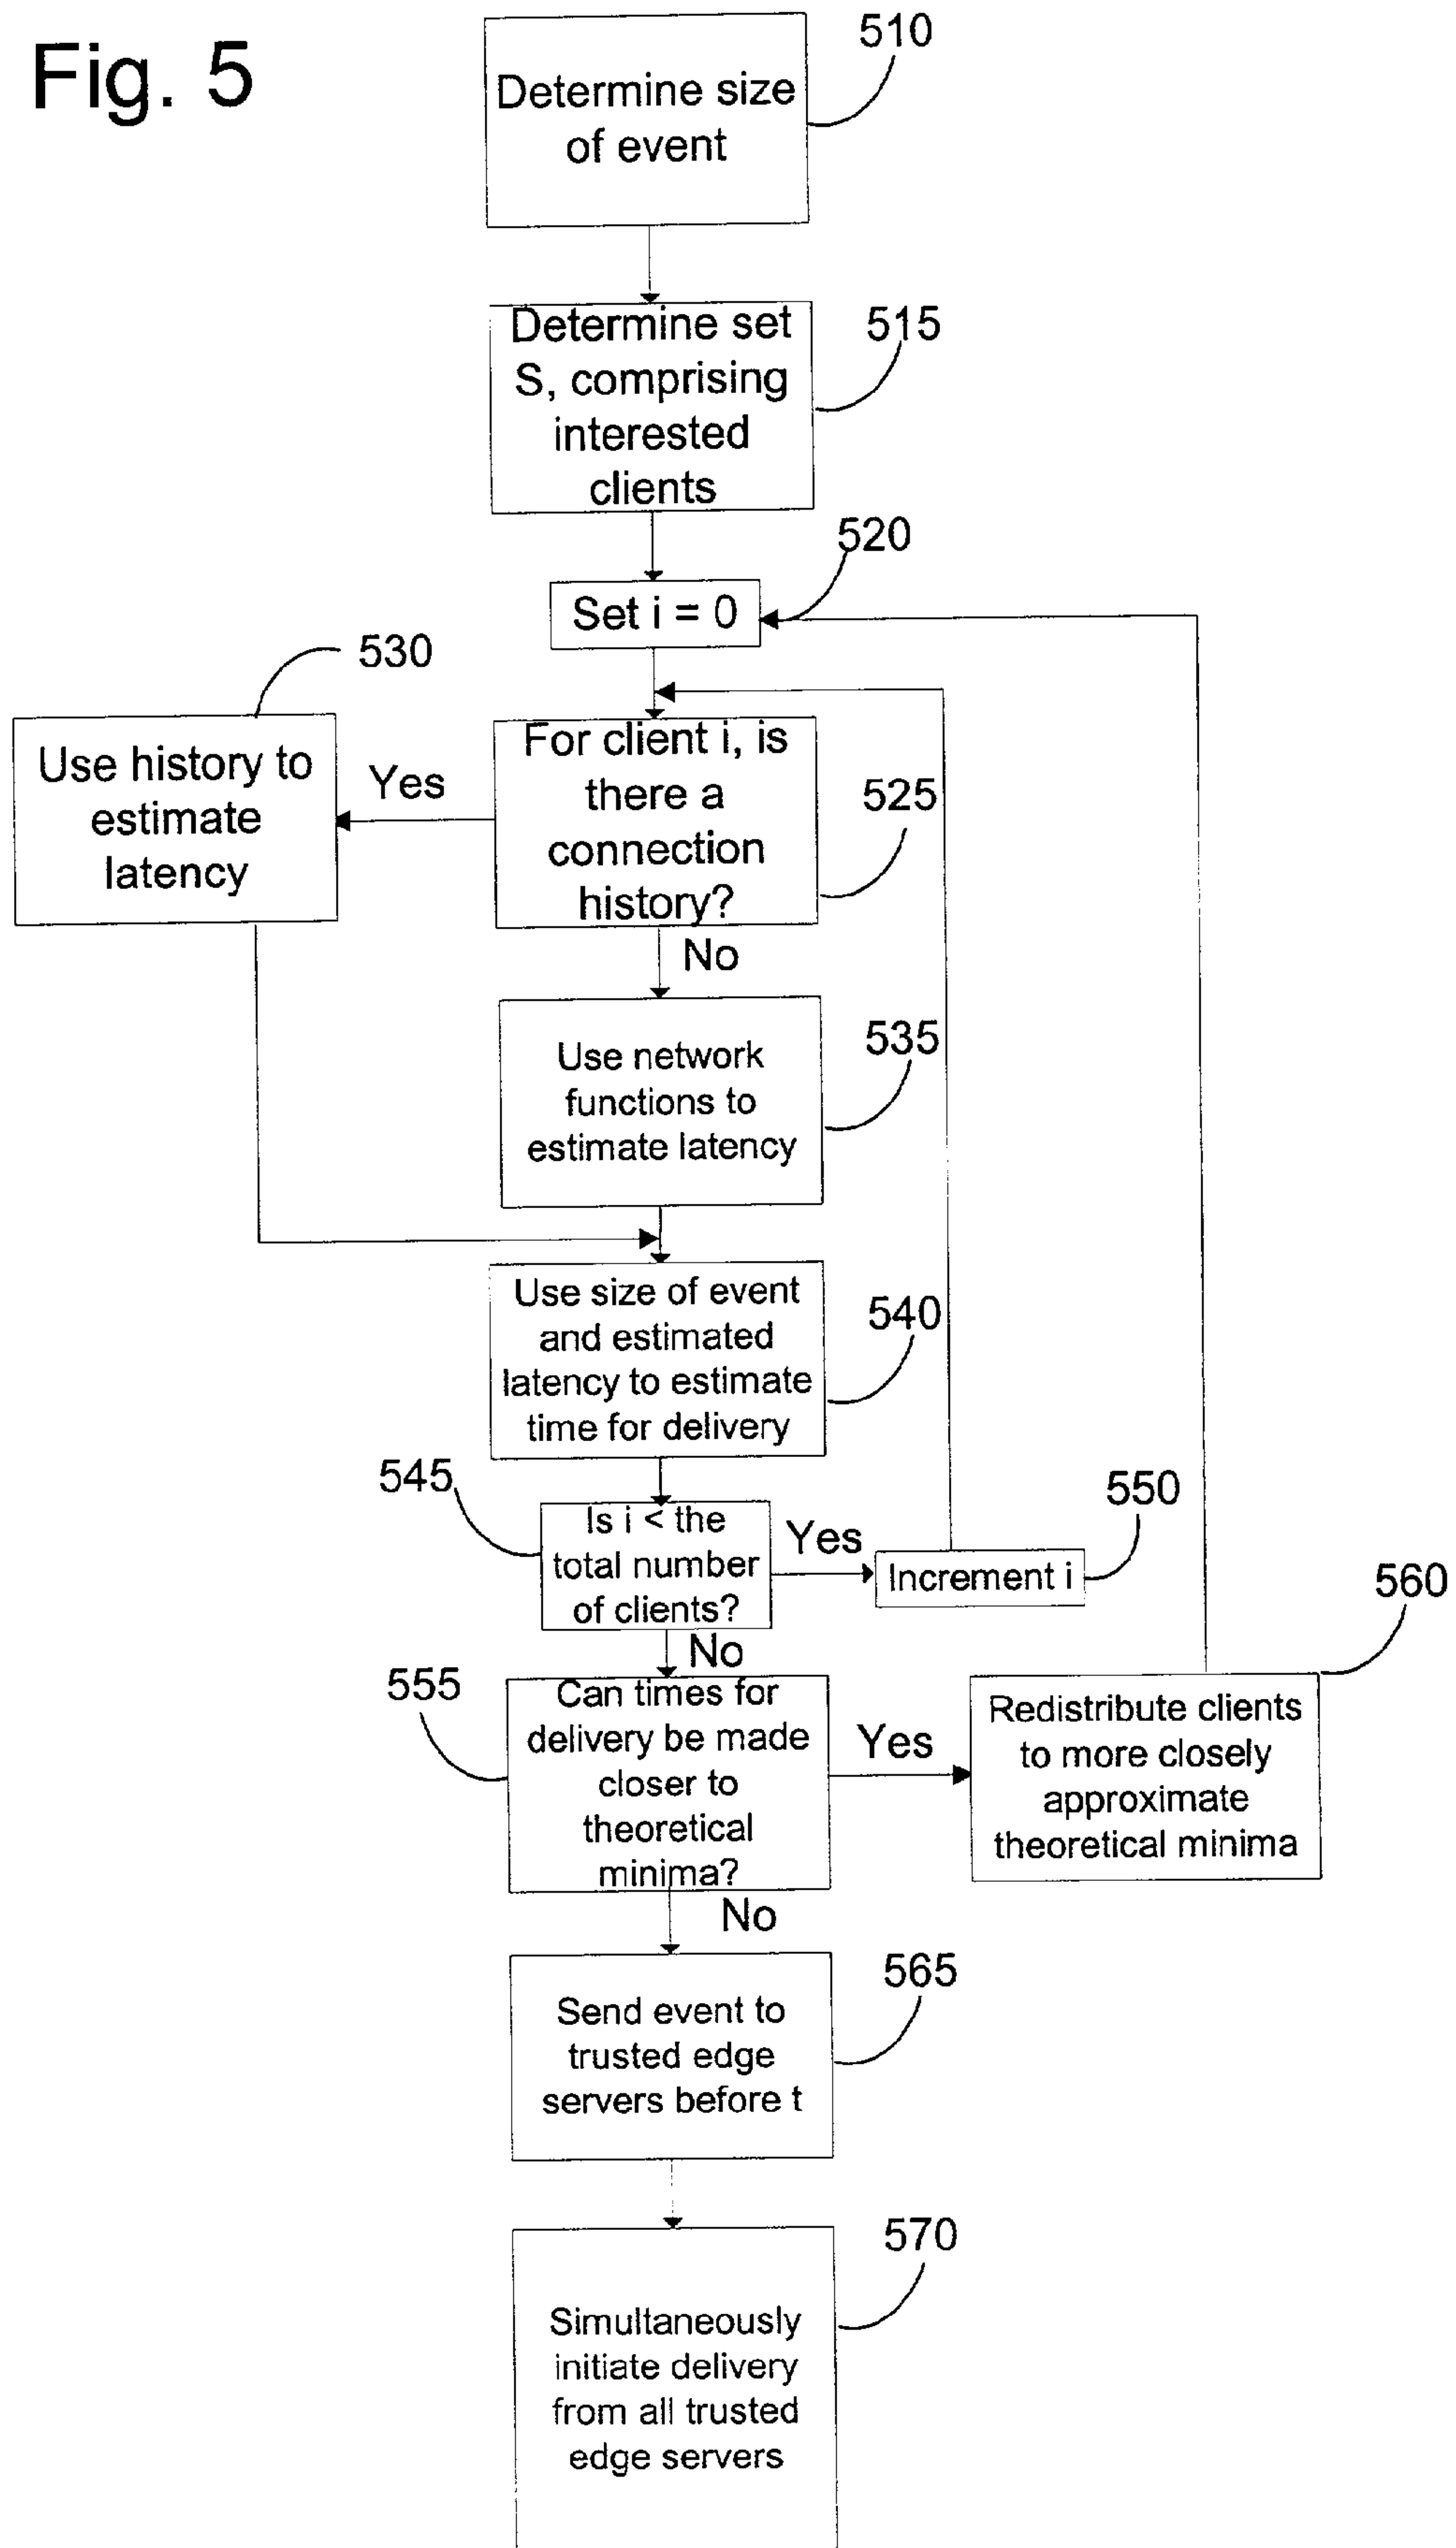 Fig. 5
510
Determine size
of event
515
Determine set
S, comprising
interested
clients
520
Set i = 0
530
Use history to
estimate
latency
Yes
For client i, is
there a
connection
history?
525
No
535
Use network
functions to
estimate latency
540
Use size of event
and estimated
latency to estimate
time for delivery
545
Is i < the
total number
of clients?
Yes
550
Increment i
560
No
555
Can times for
delivery be made
closer to
theoretical
minima?
Yes
Redistribute clients
to more closely
approximate
theoretical minima
No
565
Send event to
trusted edge
servers before t
570
Simultaneously
initiate delivery
from all trusted
edge servers